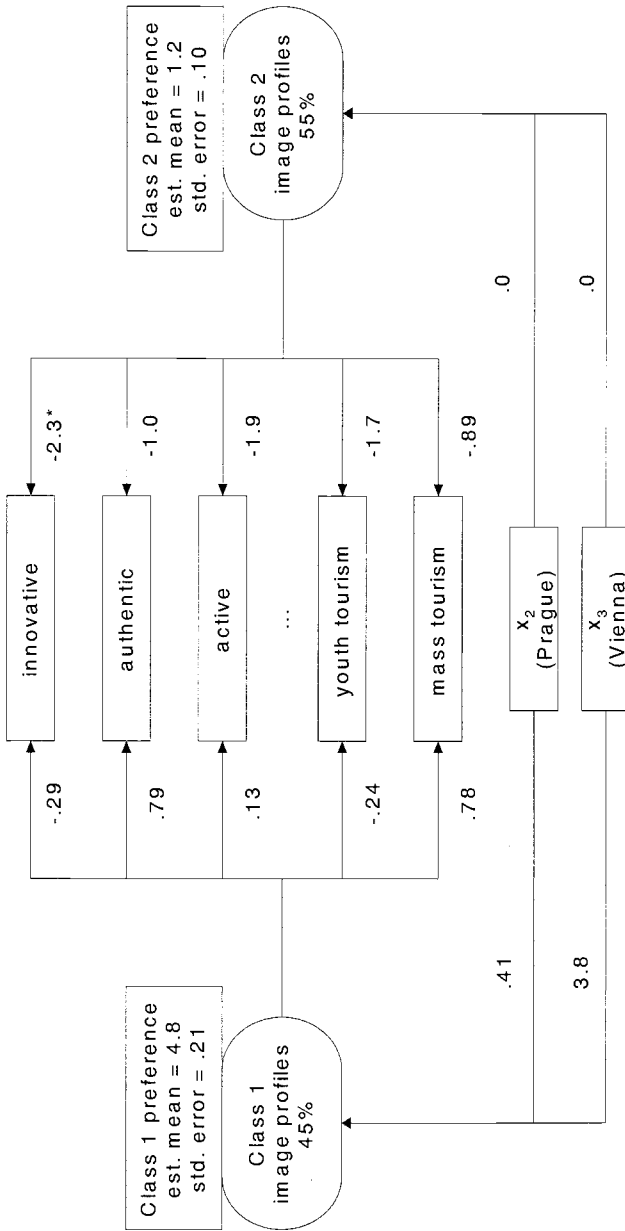 Class 1 preference
est. mean = 4.8
std. error = .21
Class 1
image profiles
45%
Class 2 preference
est. mean = 1.2
std. error = .10
Class 2
image profiles
55%
-.29
innovative
-2.3*
.79
authentic
-1.0
.13
active
-1.9
...
-.24
youth tourism
-1.7
.78
mass tourism
-.89
.41
x2
(Prague)
.0
3.8
x3
(Vienna)
.0